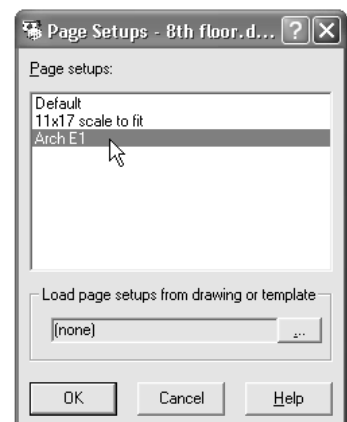 Page Setups - 8th floor.d...
Page setups:
Default
11x17 scale to fit
Arch E1
Load page setups from drawing or template
(none)
...
OK
Cancel
Help